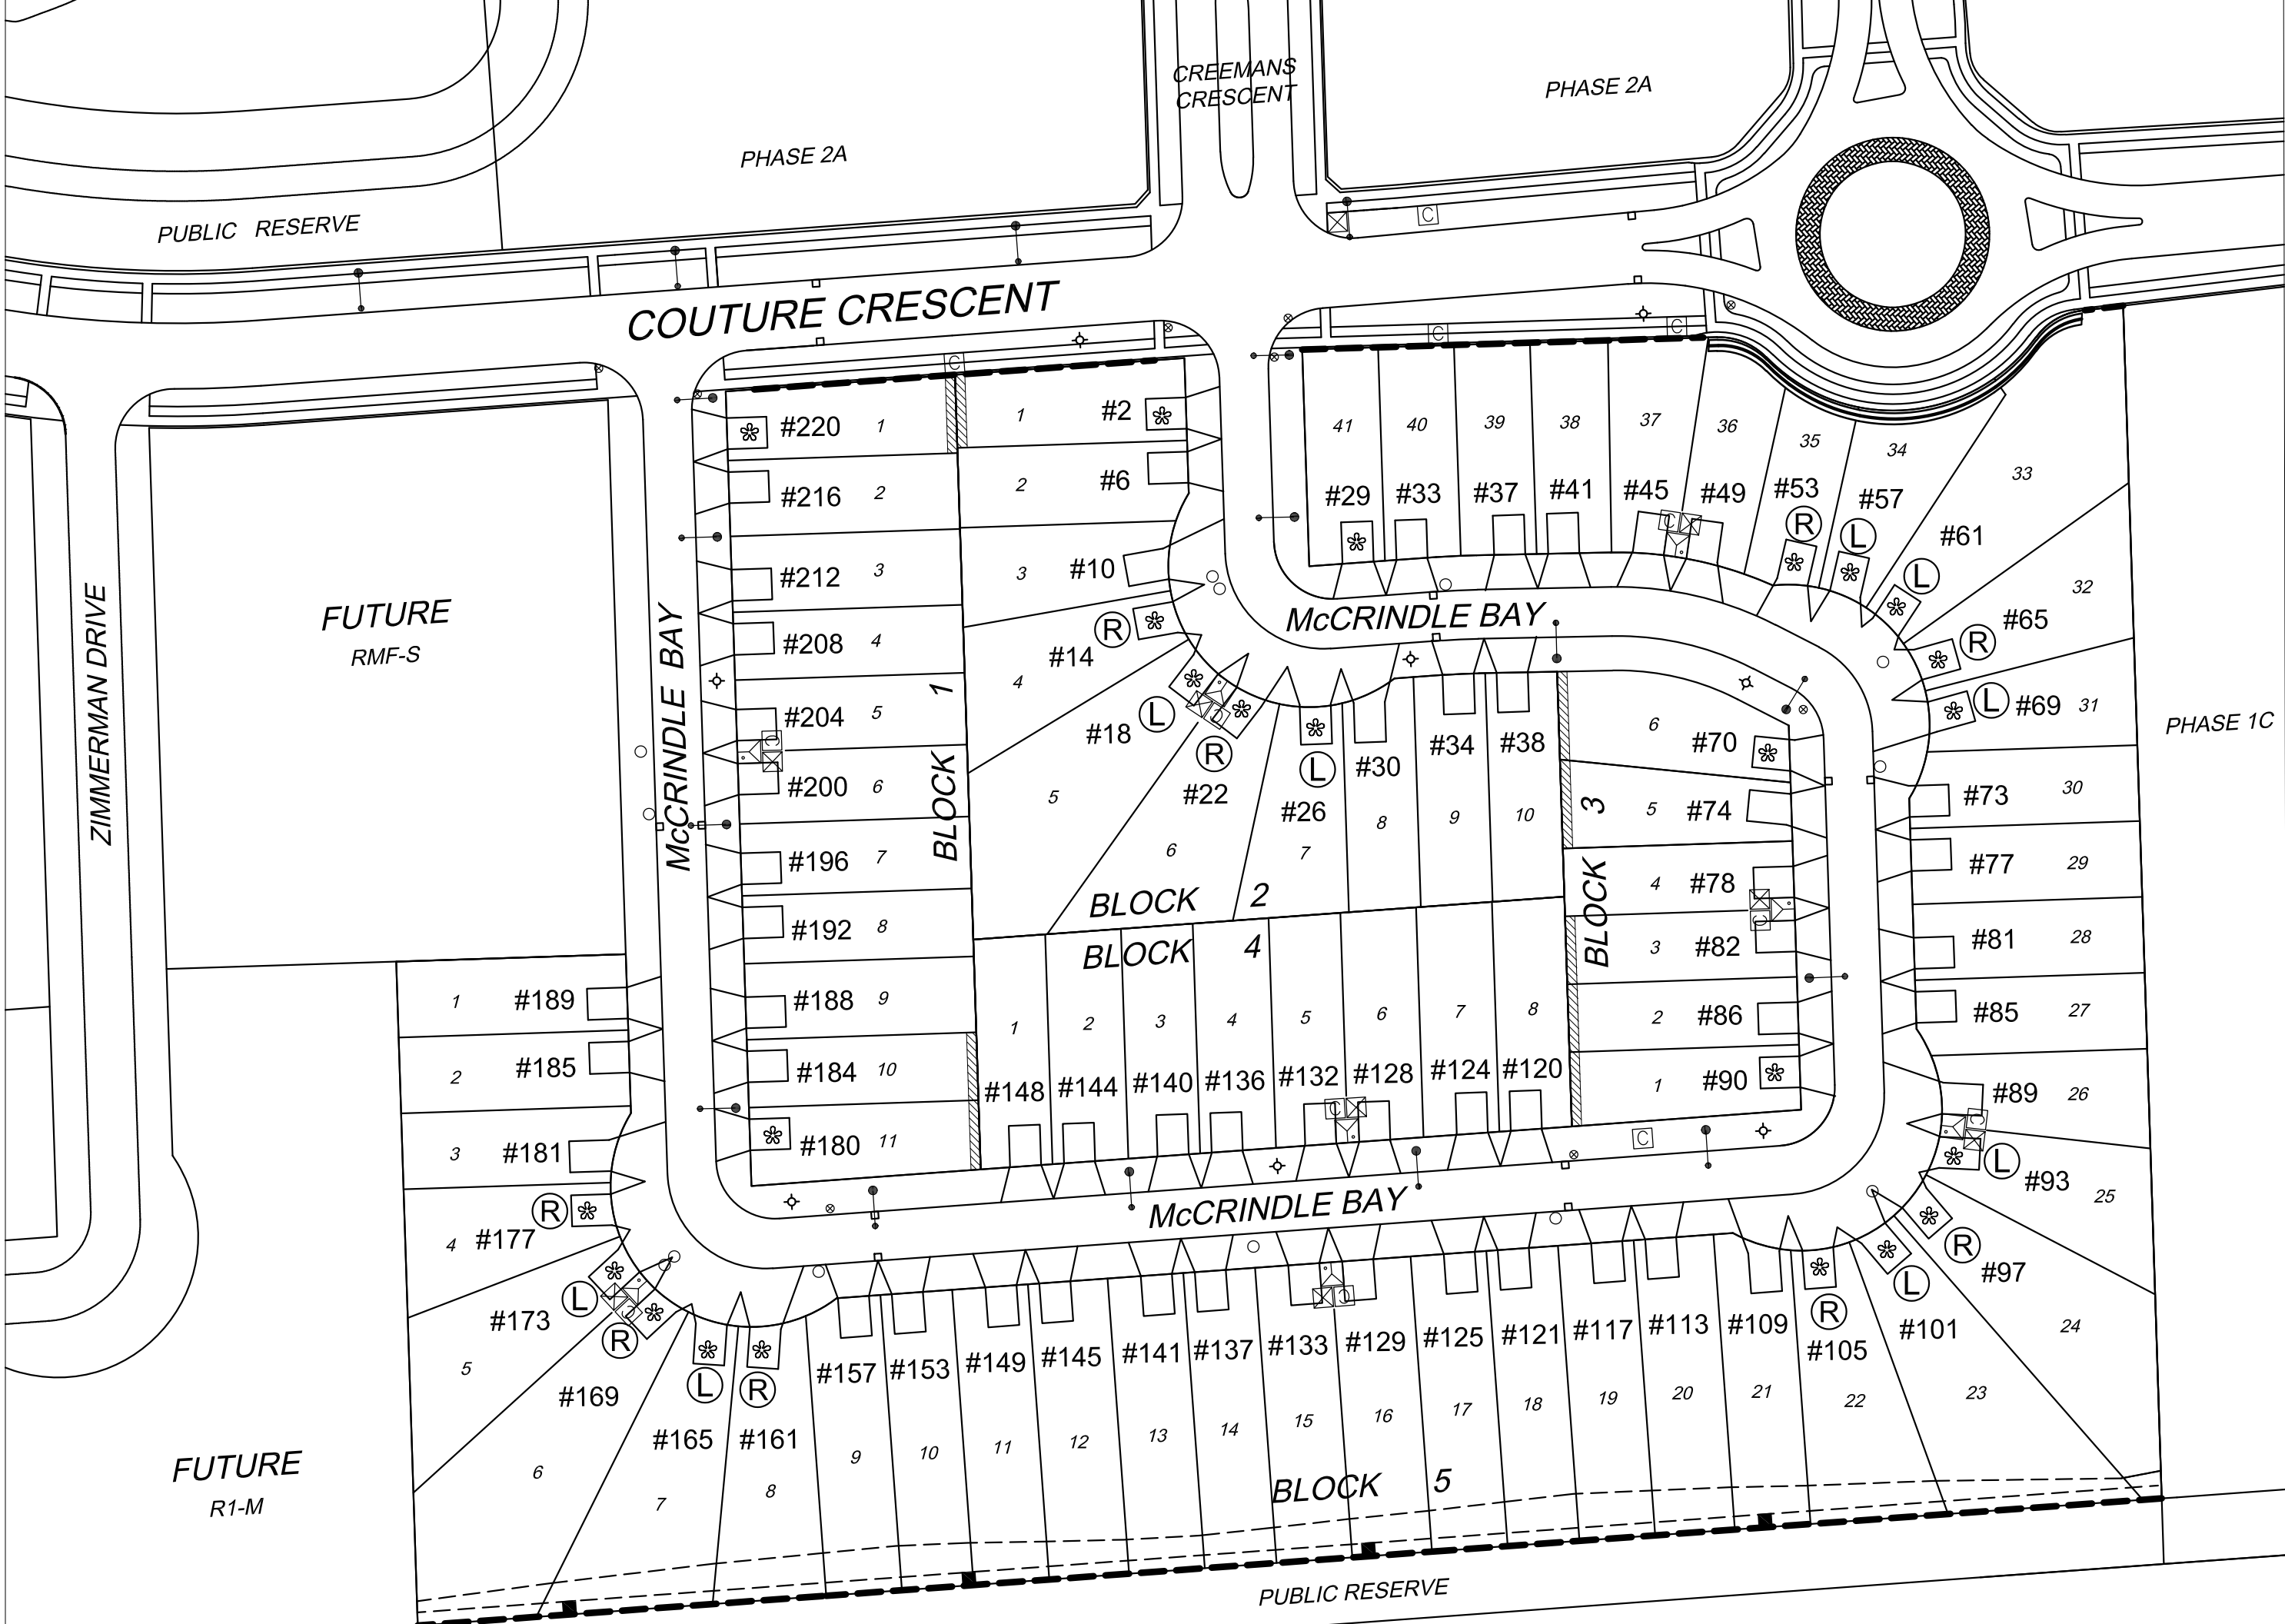 CREEMANS
CRESCENT
PHASE 2A
PHASE 2A
PUBLIC RESERVE
COUTURE CRESCENT
C
C
C
C
C
ZIMMERMAN DRIVE
FUTURE
RMF-S
McCRINDLE BAY
#220 1
#216 2
#212 3
#208 4
#204 5
#200 6
#196 7
#192 8
#188 9
#184 10
#180 11
BLOCK 1
1 #2
2 #6
3 #10
R
4 #14
L
#18
5
R
#22
6
L
#26
7
#30
8
#34
9
#38
10
BLOCK 2
McCRINDLE BAY
41 #29
40 #33
39 #37
38 #41
37 #45
36 #49
35 #53
R
34 #57
L
33 #61
L
32 #65
R
#69 31
L
#73 30
#77 29
#81 28
#85 27
#89 26
#93 25
L
#97
R
24
#101
L
23
#105
R
22
PHASE 1C
6 #70
5 #74
4 #78
3 #82
2 #86
1 #90
BLOCK 3
BLOCK 4
1 #148
2 #144
3 #140
4 #136
5 #132
6 #128
7 #124
8 #120
C
McCRINDLE BAY
1 #189
2 #185
3 #181
R
4 #177
L
#173
5
R
#169
6
L
#165
7
R
#161
8
#157
9
#153
10
#149
11
#145
12
#141
13
#137
14
#133
15
#129
16
#125
17
#121
18
#117
19
#113
20
#109
21
BLOCK 5
FUTURE
R1-M
PUBLIC RESERVE
C
C
C
C
C
C
C
C